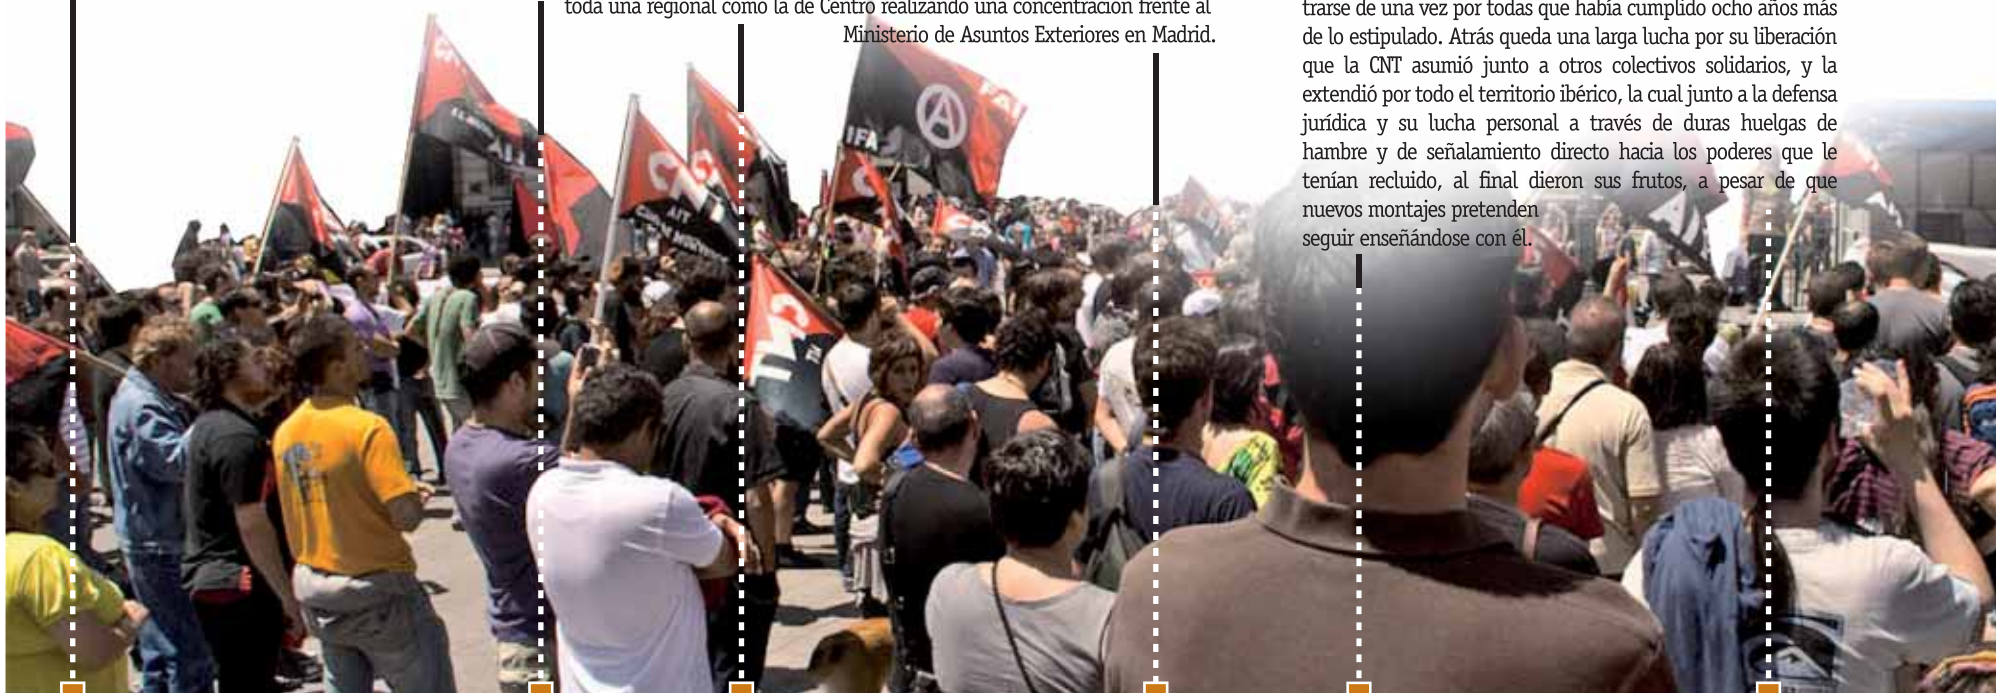 toda una regional como la de Centro realizando una concentración frente al
Ministerio de Asuntos Exteriores en Madrid.
trarse de una vez por todas que había cumplido ocho años más
de lo estipulado. Atrás queda una larga lucha por su liberación
que la CNT asumió junto a otros colectivos solidarios, y la
extendió por todo el territorio ibérico, la cual junto a la defensa
jurídica y su lucha personal a través de duras huelgas de
hambre y de señalamiento directo hacia los poderes que le
tenían recluido, al final dieron sus frutos, a pesar de que
nuevos montajes pretenden
seguir enseñándose con él.
FAI
IFA
CNT
AIT